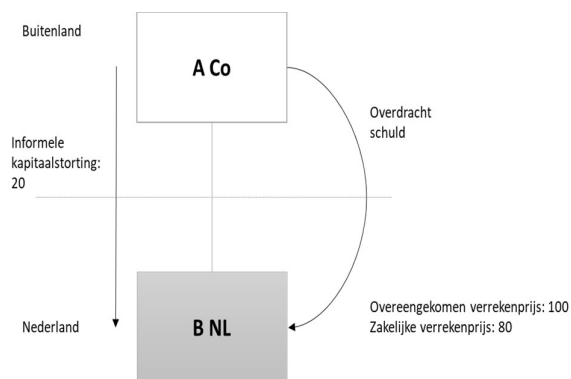 Buitenland
A Co
Overdracht
schuld
Informele
kapitaalstorting:
20
Overeengekomen verrekenprijs: 100
Nederland
B NL
Zakelijke verrekenprijs: 80